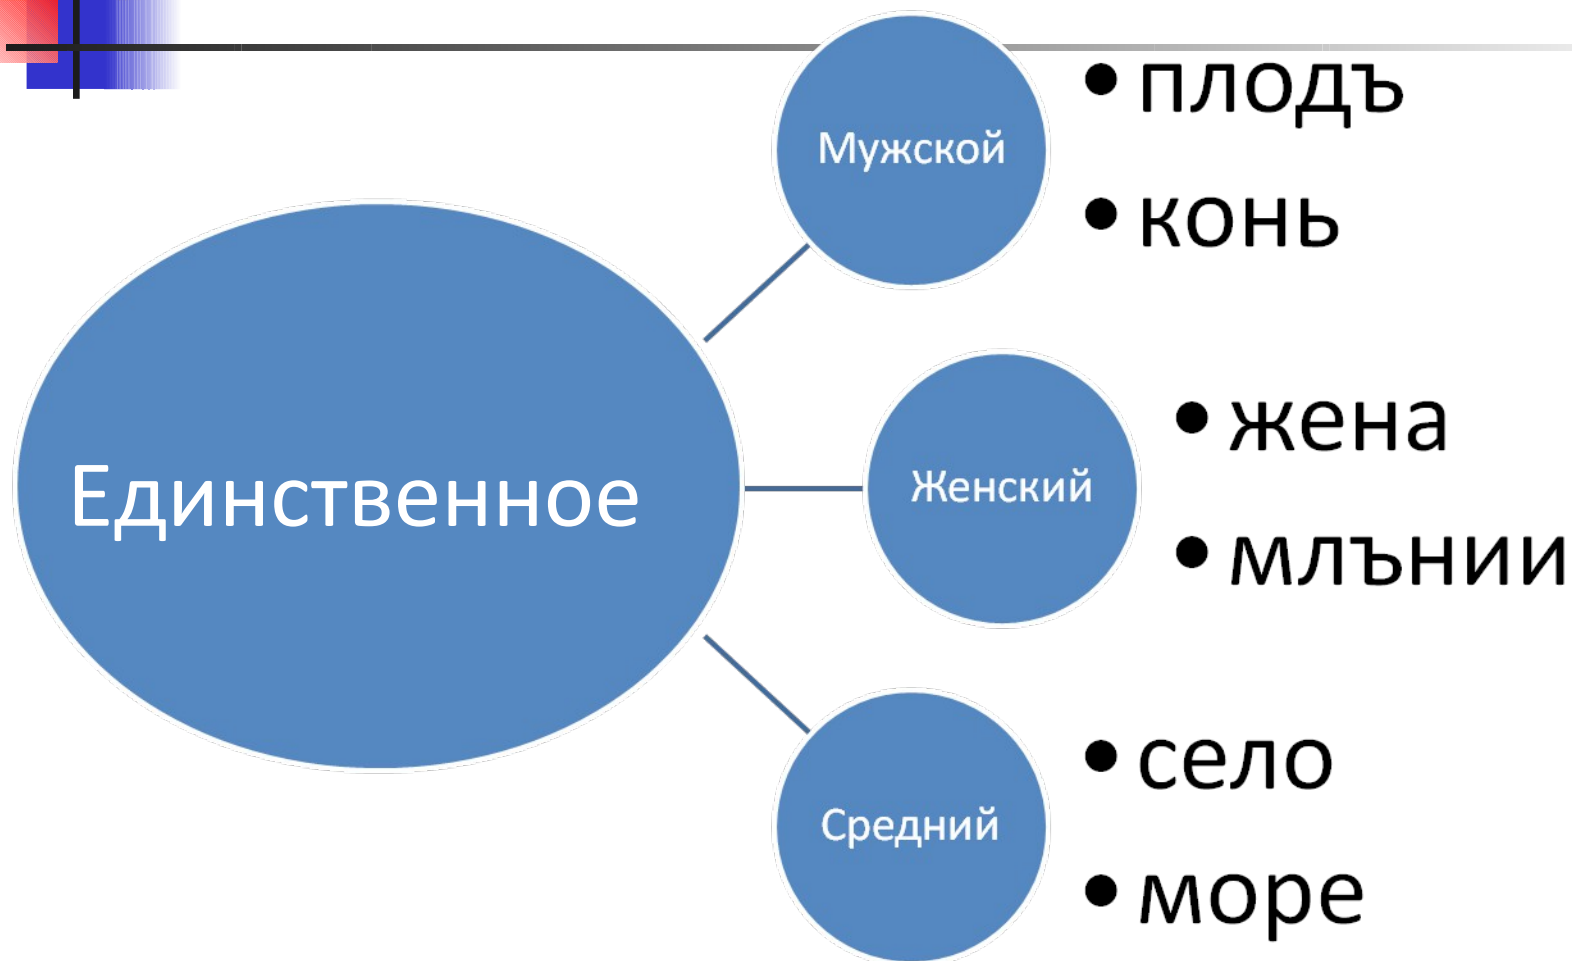 Единственное
Мужской
плодъ
конь
Женский
жена
млънии
Средний
село
море